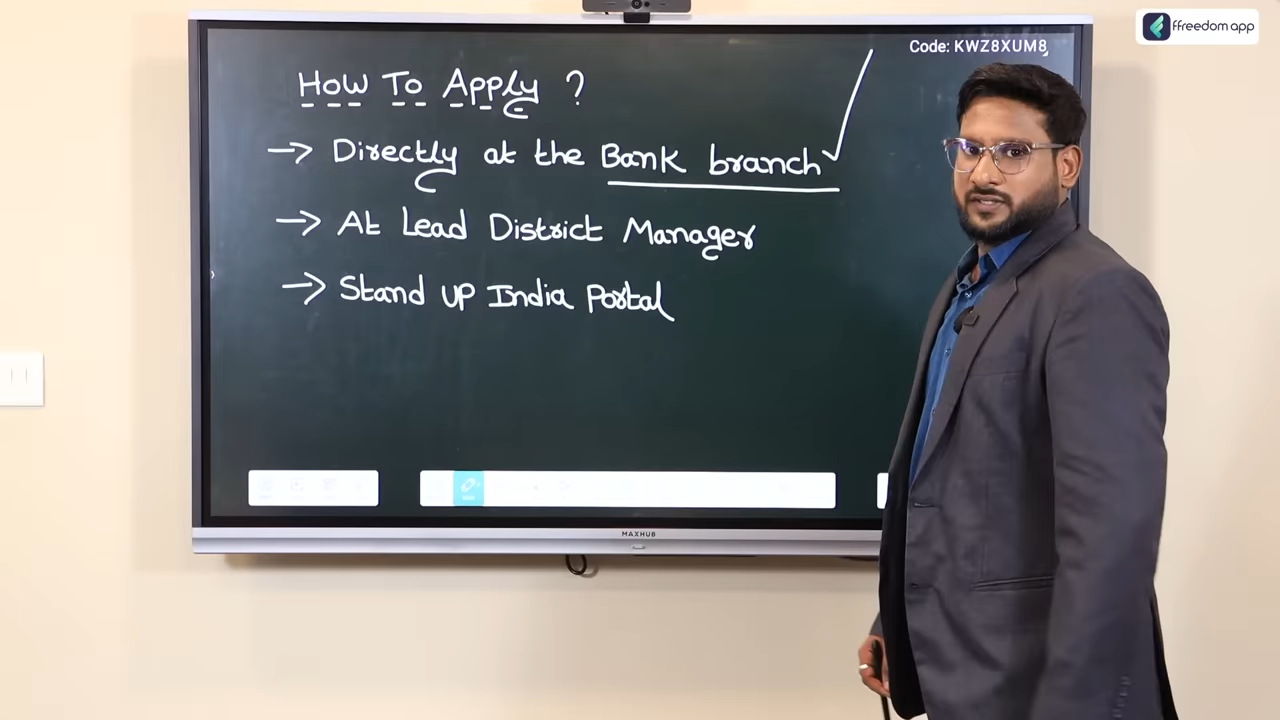 ffreedom app
Code: KWZ8XUM8
How To Apply ?
→ Directly at the Bank branch
→ At Lead District Manager
→ Stand up India Portal
MAXHUB